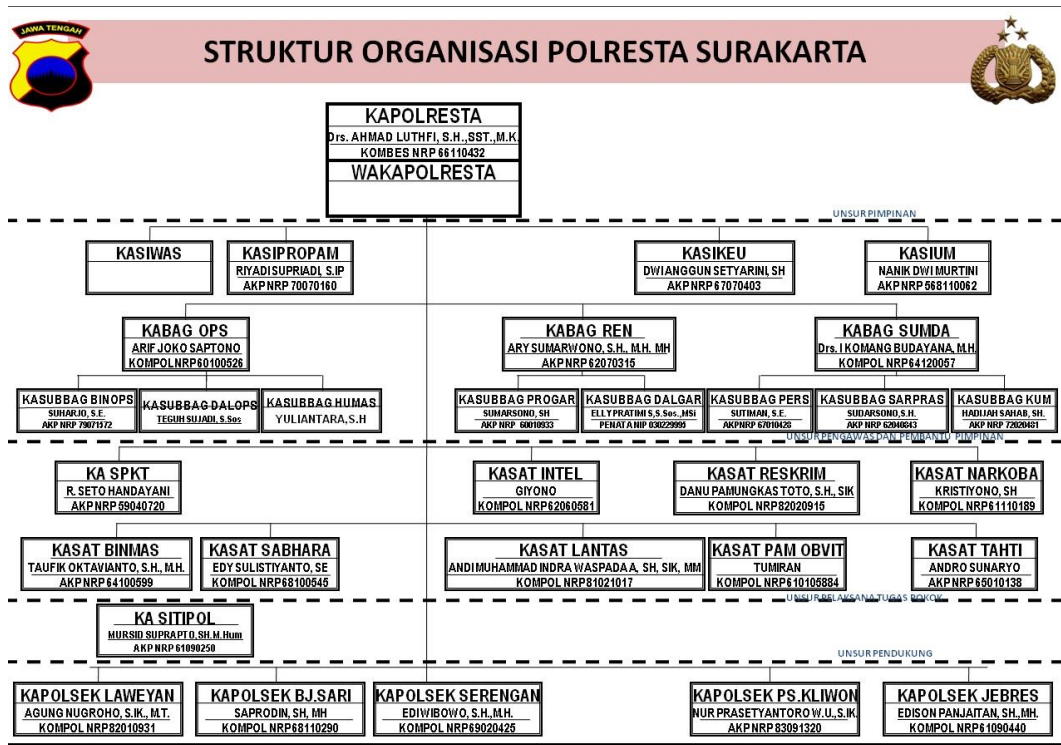 JAWA TENGAH
STRUKTUR ORGANISASI POLRESTA SURAKARTA
KAPOLRESTA
Drs. AHMAD LUTHFI, S.H.,SST.,M.K.
KOMBES NRP 66110432
WAKAPOLRESTA
UNSUR PIMPINAN
KASIWAS
KASIPROPAM
RIYADI SUPRIADI, S.IP
AKP NRP 70070160
KASIKEU
DWI ANGGUN SETYARINI, SH
AKP NRP 67070403
KASIUM
NANIK DWI MURTINI
AKP NRP 568110062
KABAG OPS
ARIF JOKO SAPTONO
KOMPOL NRP 60100526
KABAG REN
ARY SUMARWONO, S.H., M.H. MH
AKP NRP 62070315
KABAG SUMDA
Drs. I KOMANG BUDAYANA, M.H.
KOMPOL NRP 64120057
KASUBBAG BINOPS
SUHARJO, S.E.
AKP NRP 79071572
KASUBBAG DALOPS
TEGUH SUJADI, S.Sos
KASUBBAG HUMAS
YULIANTARA, S.H
KASUBBAG PROGAR
SUMARSONO, SH
AKP NRP 60010933
KASUBBAG DALGAR
ELLY PRATIMI S,S.Sos.,MSi
PENATA NIP 030229995
KASUBBAG PERS
SUTIMAN, S.E.
AKP NRP 67010428
KASUBBAG SARPRAS
SUDARSONO, S.H.
AKP NRP 62040843
KASUBBAG KUM
HADIJAH SAHAB, SH.
AKP NRP 72020481
UNSUR PENGAWAS DAN PEMBANTU PIMPINAN
KA SPKT
R. SETO HANDAYANI
AKP NRP 59040720
KASAT INTEL
GIYONO
KOMPOL NRP 62060581
KASAT RESKRIM
DANU PAMUNGKAS TOTO, S.H., SIK
KOMPOL NRP 82020915
KASAT NARKOBA
KRISTIYONO, SH
KOMPOL NRP 61110189
KASAT BINMAS
TAUFIK OKTAVIANTO, S.H., M.H.
AKP NRP 64100599
KASAT SABHARA
EDY SULISTIYANTO, SE
KOMPOL NRP 68100545
KASAT LANTAS
ANDI MUHAMMAD INDRA WASPADA A, SH, SIK, MM
KOMPOL NRP 81021017
KASAT PAM OBVIT
TUMIRAN
KOMPOL NRP 610105884
KASAT TAHTI
ANDRO SUNARYO
AKP NRP 65010138
UNSUR PELAKSANA TUGAS POKOK
KA SITIPOL
MURSID SUPRAPTO, SH.M.Hum
AKP NRP 61090250
UNSUR PENDUKUNG
KAPOLSEK LAWEYAN
AGUNG NUGROHO, S.IK., M.T.
KOMPOL NRP 82010931
KAPOLSEK BJ.SARI
SAPRODIN, SH, MH
KOMPOL NRP 68110290
KAPOLSEK SERENGAN
EDI WIBOWO, S.H., M.H.
KOMPOL NRP 69020425
KAPOLSEK PS.KLIWON
NUR PRASETYANTORO W.U., S.IK.
AKP NRP 83091320
KAPOLSEK JEBRES
EDISON PANJAITAN, SH.,MH.
KOMPOL NRP 61090440